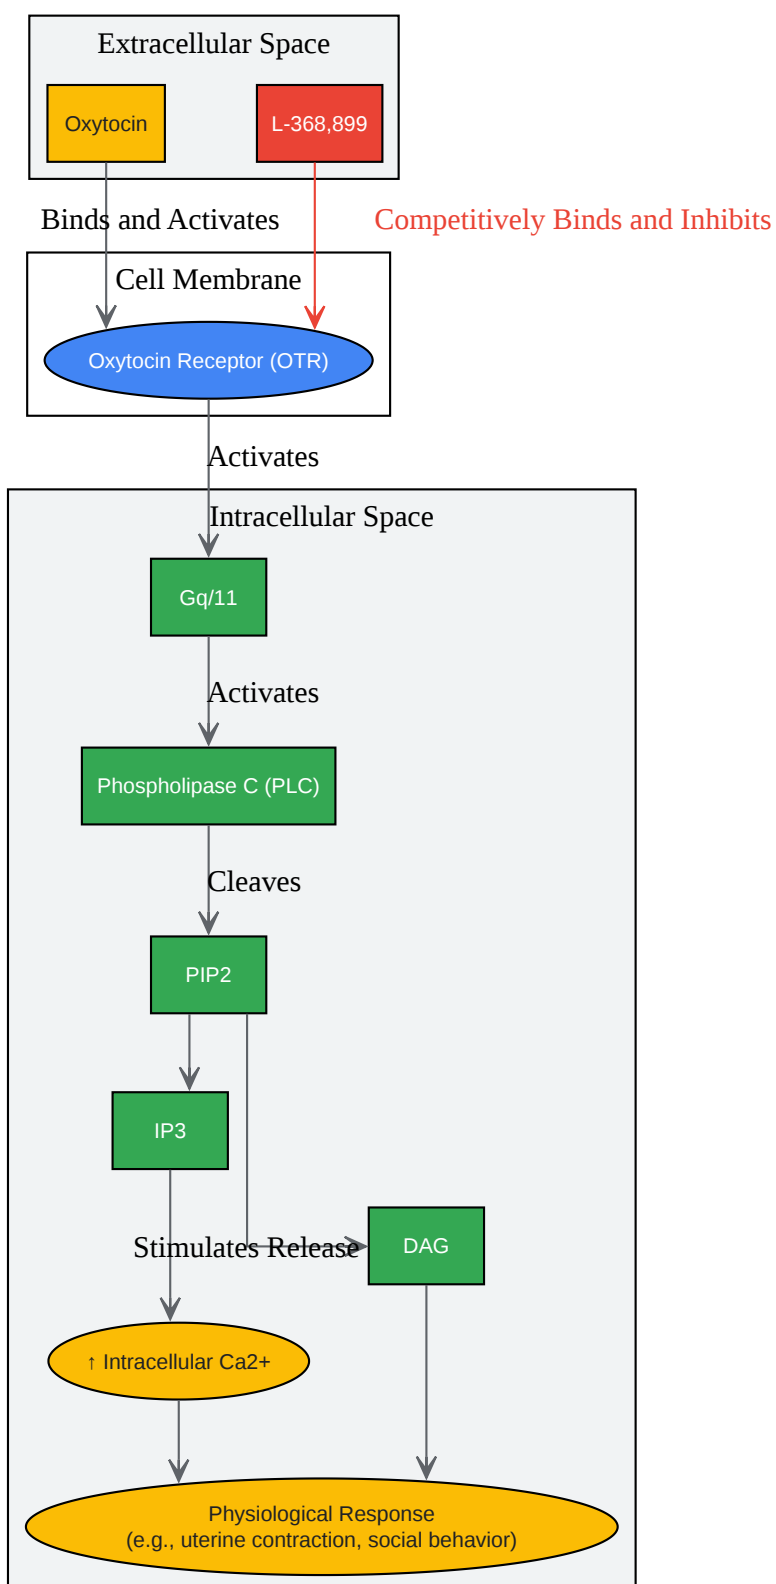 Extracellular Space
Oxytocin
L-368,899
Binds and Activates
Competitively Binds and Inhibits
Cell Membrane
Oxytocin Receptor (OTR)
Activates
Intracellular Space
Gq/11
Activates
Phospholipase C (PLC)
Cleaves
PIP2
IP3
Stimulates Release
DAG
↑ Intracellular Ca2+
Physiological Response
(e.g., uterine contraction, social behavior)